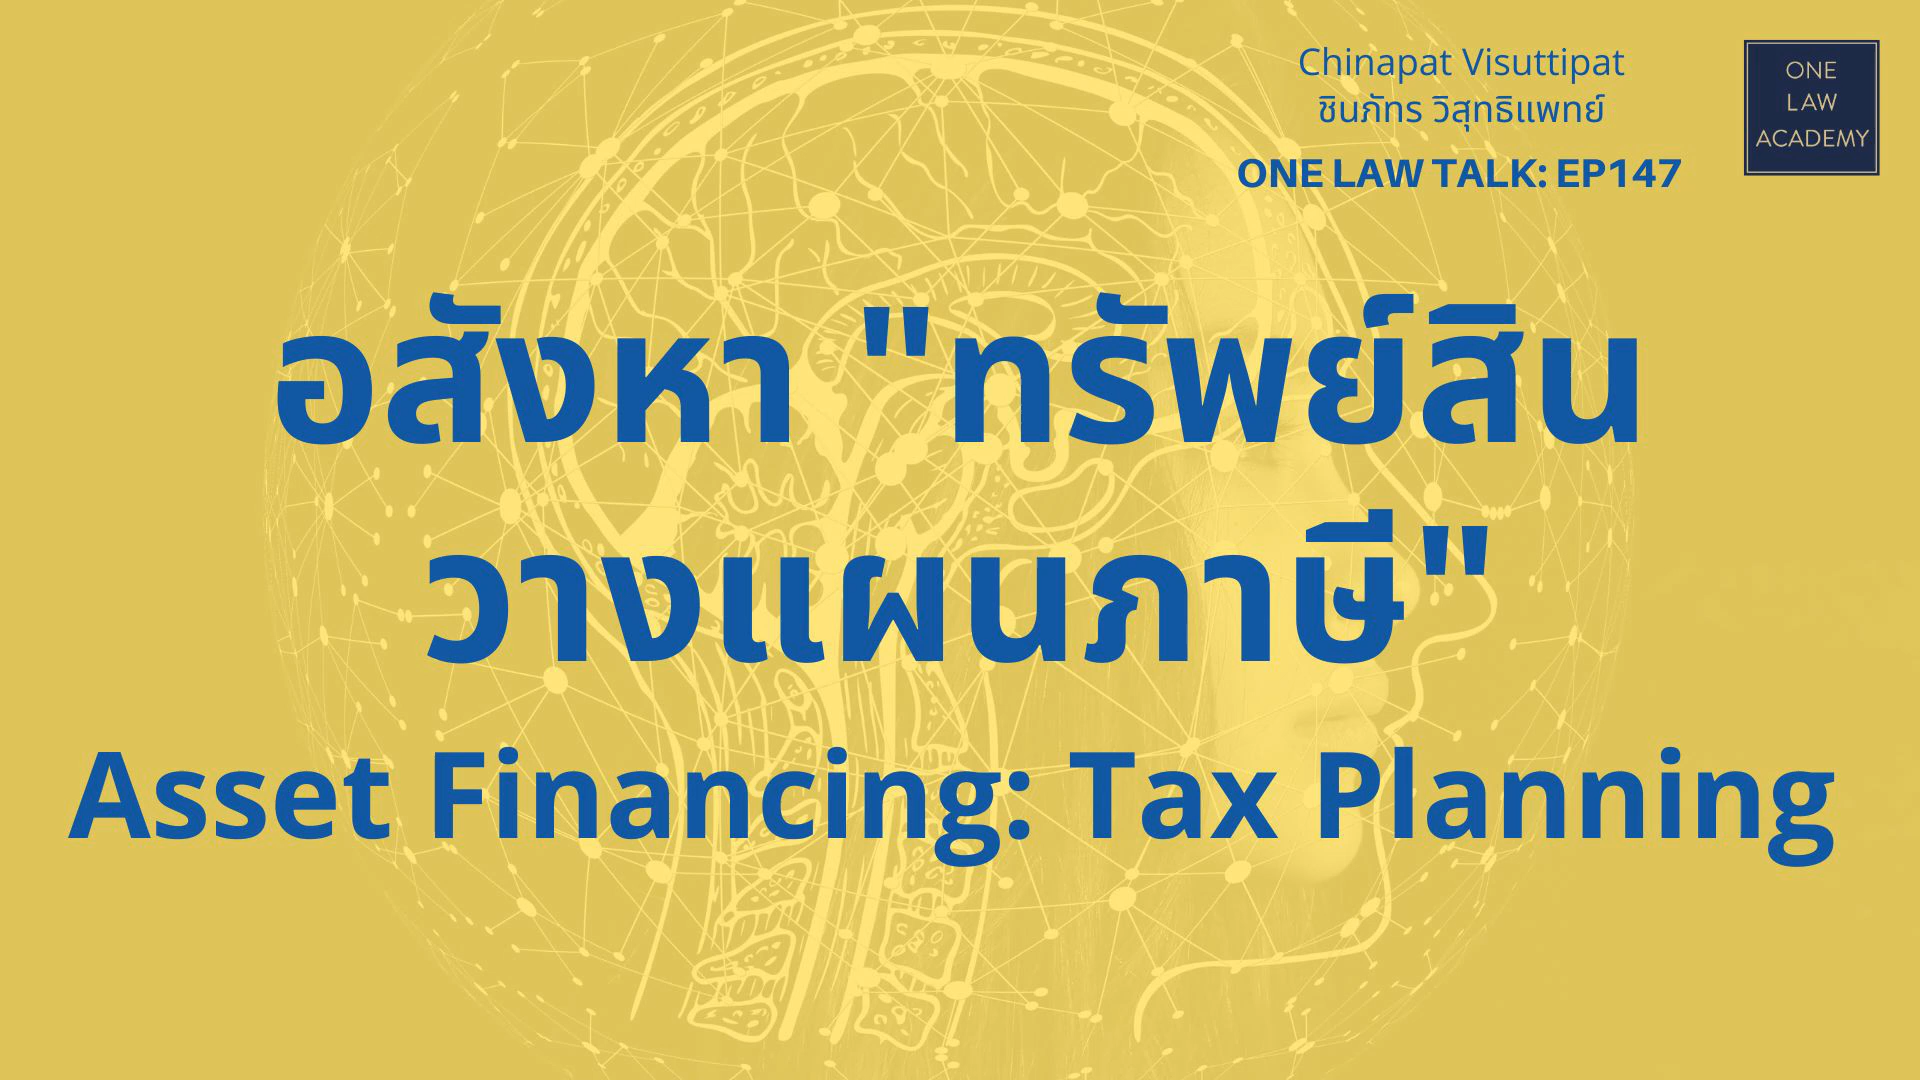 Chinapat Visuttipat
ชินภัทร วิสุทธิแพทย์
ONE LAW TALK: EP147
ONE
LAW
ACADEMY
อสังหา "ทรัพย์สิน
วางแผนภาษี"
Asset Financing: Tax Planning